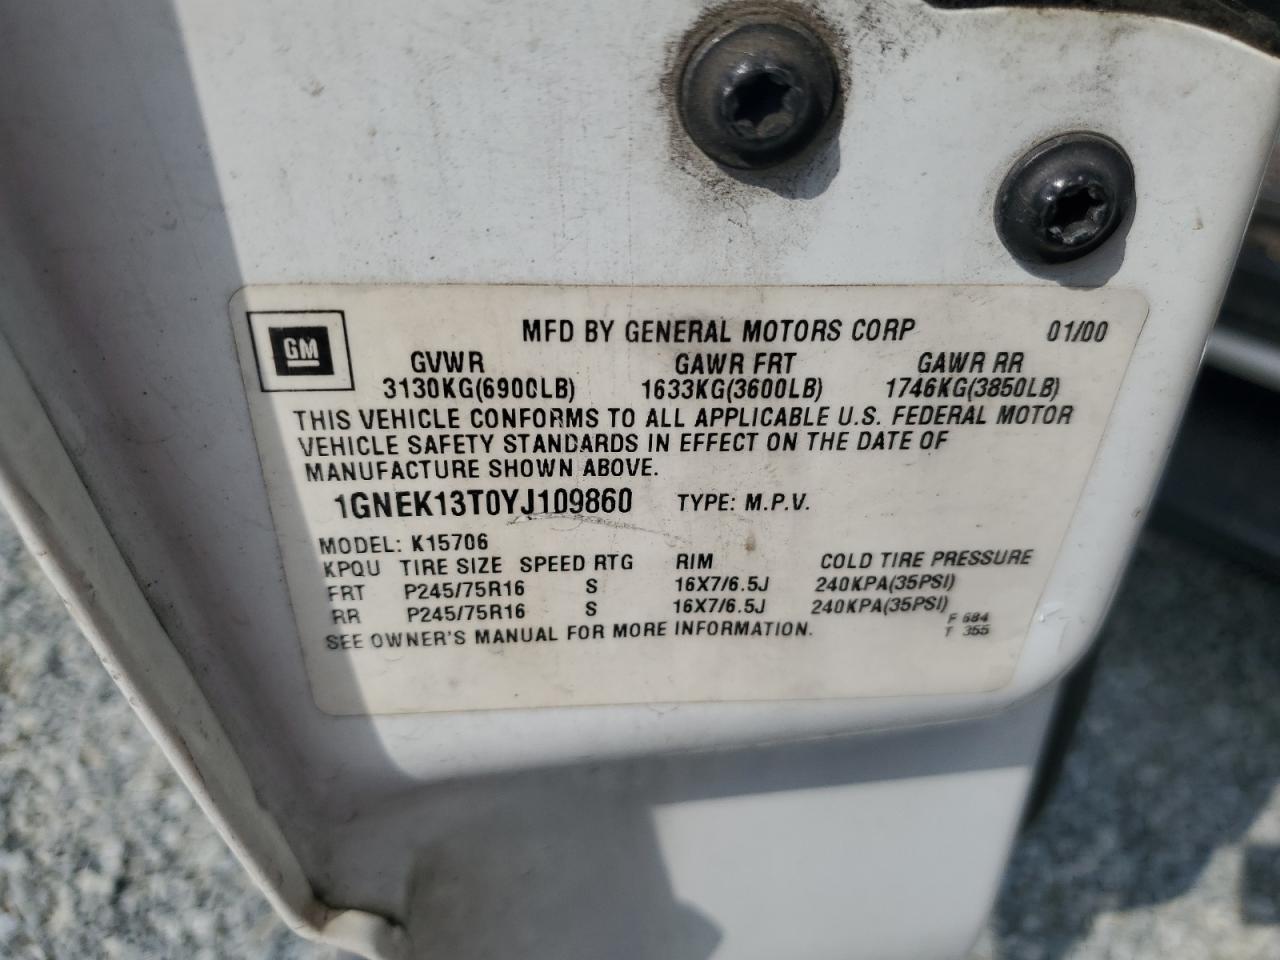 GM
MFD BY GENERAL MOTORS CORP 01/00
GVWR GAWR FRT GAWR RR
3130KG(6900LB) 1633KG(3600LB) 1746KG(3850LB)
THIS VEHICLE CONFORMS TO ALL APPLICABLE U.S. FEDERAL MOTOR
VEHICLE SAFETY STANDARDS IN EFFECT ON THE DATE OF
MANUFACTURE SHOWN ABOVE.
1GNEK13T0YJ109860 TYPE: M.P.V.
MODEL: K15706
KPQU TIRE SIZE SPEED RTG RIM COLD TIRE PRESSURE
FRT P245/75R16 S 16X7/6.5J 240KPA(35PSI)
RR P245/75R16 S 16X7/6.5J 240KPA(35PSI)
SEE OWNER'S MANUAL FOR MORE INFORMATION.
F 684
T 355